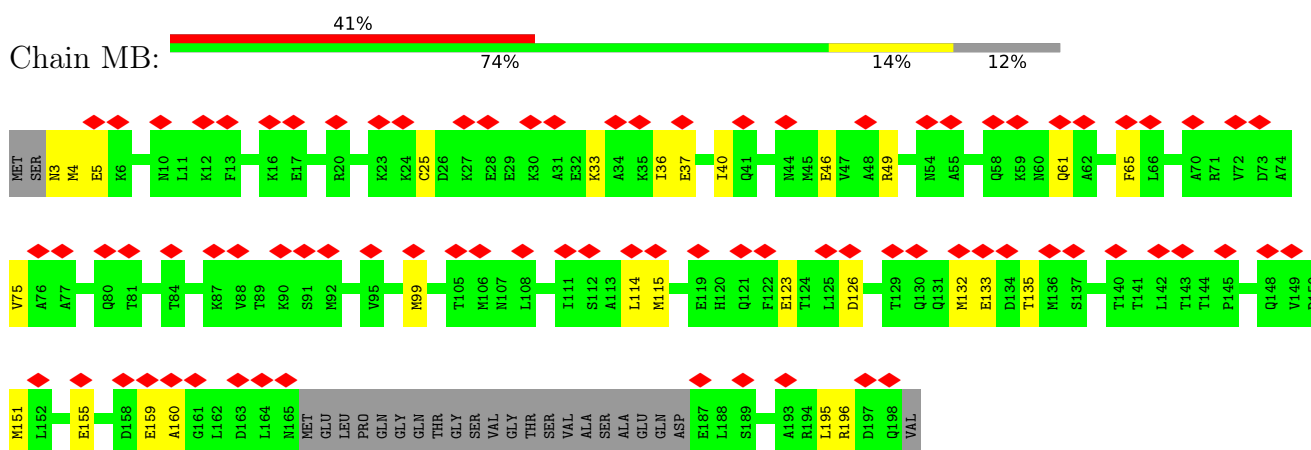 41%
Chain MB:
74% 14% 12%
MET SER N3 M4 E5 K6 N10 L11 K12 F13 K16 E17 R20 K23 K24 C25 D26 K27 E28 E29 K30 A31 E32 K33 A34 K35 I36 E37 I40 Q41 N44 M45 E46 V47 A48 R49 N54 A55 Q58 K59 N60 Q61 A62 F65 L66 A70 R71 V72 D73 A74
V75 A76 A77 Q80 T81 T84 K87 V88 T89 K90 S91 M92 V95 M99 T105 M106 N107 L108 I111 S112 A113 L114 M115 E119 H120 Q121 F122 E123 T124 L125 D126 T129 Q130 Q131 M132 E133 D134 T135 M136 S137 T140 T141 L142 T143 T144 P145 Q148 V149
M151 L152 E155 D158 E159 A160 G161 L162 D163 L164 N165 MET GLU LEU PRO GLN GLY GLN THR GLY SER VAL GLY THR SER VAL ALA SER ALA GLU GLN ASP E187 L188 S189 A193 R194 L195 R196 D197 Q198 VAL